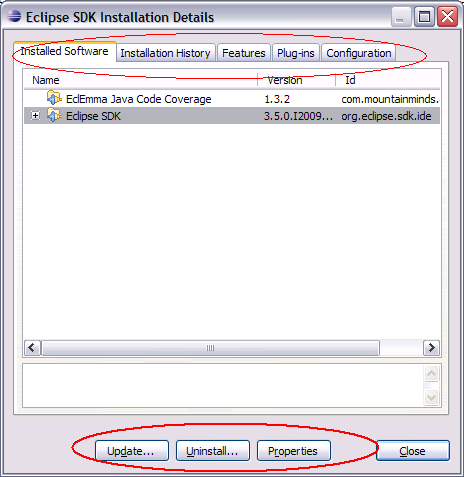 Eclipse SDK Installation Details
Installed Software Installation History Features Plug-ins Configuration
Name Version Id
EclEmma Java Code Coverage 1.3.2 com.mountainminds.
Eclipse SDK 3.5.0.I2009... org.eclipse.sdk.ide
Update... Uninstall... Properties Close